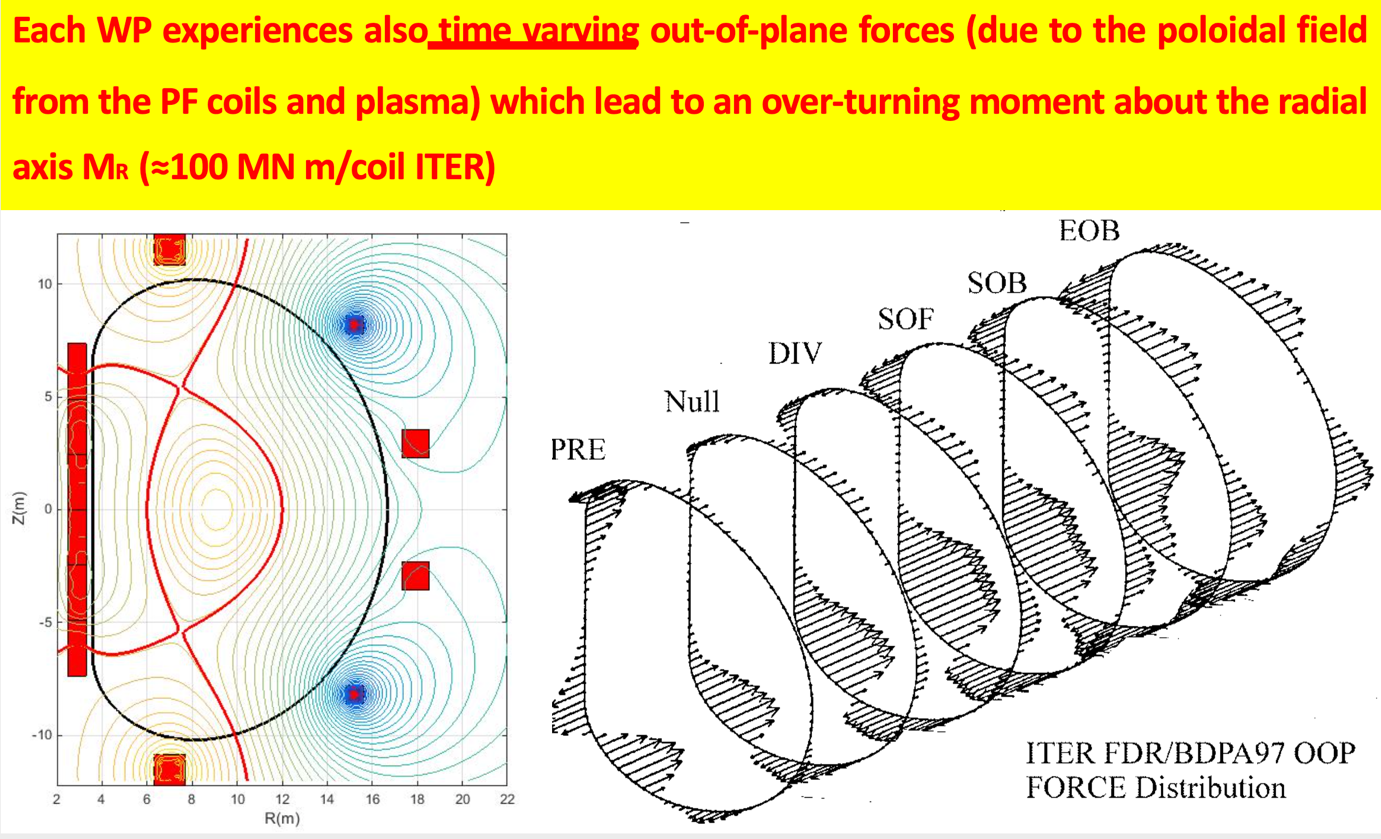 Each WP experiences also time varying out-of-plane forces (due to the poloidal field
from the PF coils and plasma) which lead to an over-turning moment about the radial
axis MR (≈100 MN m/coil ITER)
10
5
0
-5
-10
Z(m)
2 4 6 8 10 12 14 16 18 20 22
R(m)
EOB
SOB
SOF
DIV
Null
PRE
ITER FDR/BDPA97 OOP
FORCE Distribution